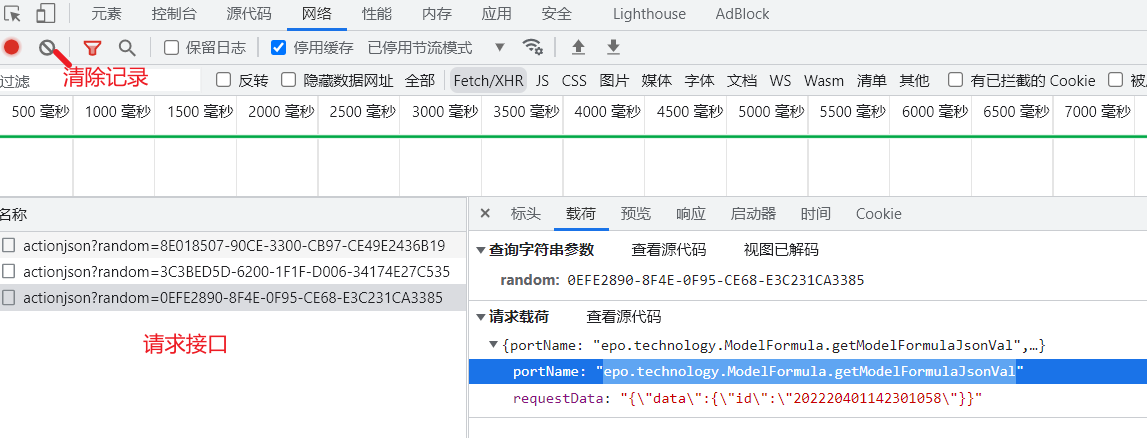 元素 控制台 源代码 网络 性能 内存 应用 安全 Lighthouse AdBlock
保留日志 停用缓存 已停用节流模式
清除记录
过滤 反转 隐藏数据网址 全部 Fetch/XHR JS CSS 图片 媒体 字体 文档 WS Wasm 清单 其他 有已拦截的 Cookie
500 毫秒 1000 毫秒 1500 毫秒 2000 毫秒 2500 毫秒 3000 毫秒 3500 毫秒 4000 毫秒 4500 毫秒 5000 毫秒 5500 毫秒 6000 毫秒 6500 毫秒 7000 毫秒
名称
actionjson?random=8E018507-90CE-3300-CB97-CE49E2436B19
actionjson?random=3C3BED5D-6200-1F1F-D006-34174E27C535
actionjson?random=0EFE2890-8F4E-0F95-CE68-E3C231CA3385
请求接口
× 标头 载荷 预览 响应 启动器 时间 Cookie
查询字符串参数 查看源代码 视图已解码
random: 0EFE2890-8F4E-0F95-CE68-E3C231CA3385
请求载荷 查看源代码
{portName: "epo.technology.ModelFormula.getModelFormulaJsonVal",…}
portName: "epo.technology.ModelFormula.getModelFormulaJsonVal"
requestData: "{\"data\":{\"id\":\"202220401142301058\"}}"